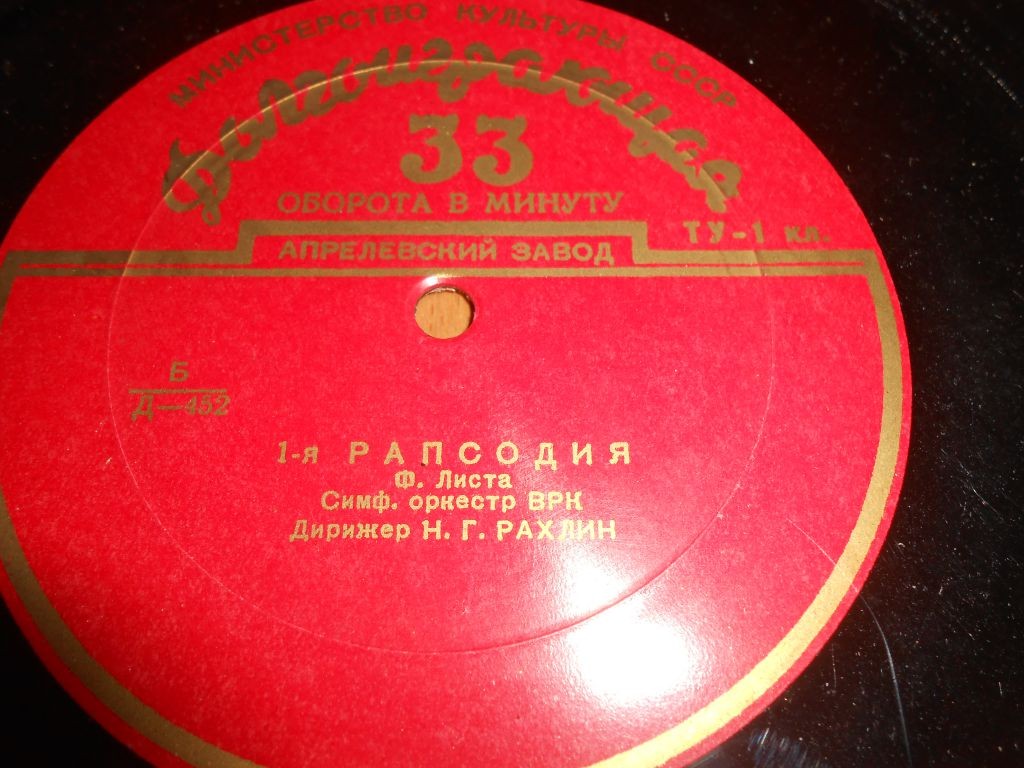 МИНИСТЕРСТВО КУЛЬТУРЫ СССР
Долгоиграющая
33
ОБОРОТА В МИНУТУ
ТУ-1 кл.
АПРЕЛЕВСКИЙ ЗАВОД
Б
Д—452
1-я РАПСОДИЯ
Ф. Листа
Симф. оркестр ВРК
Дирижер Н. Г. РАХЛИН